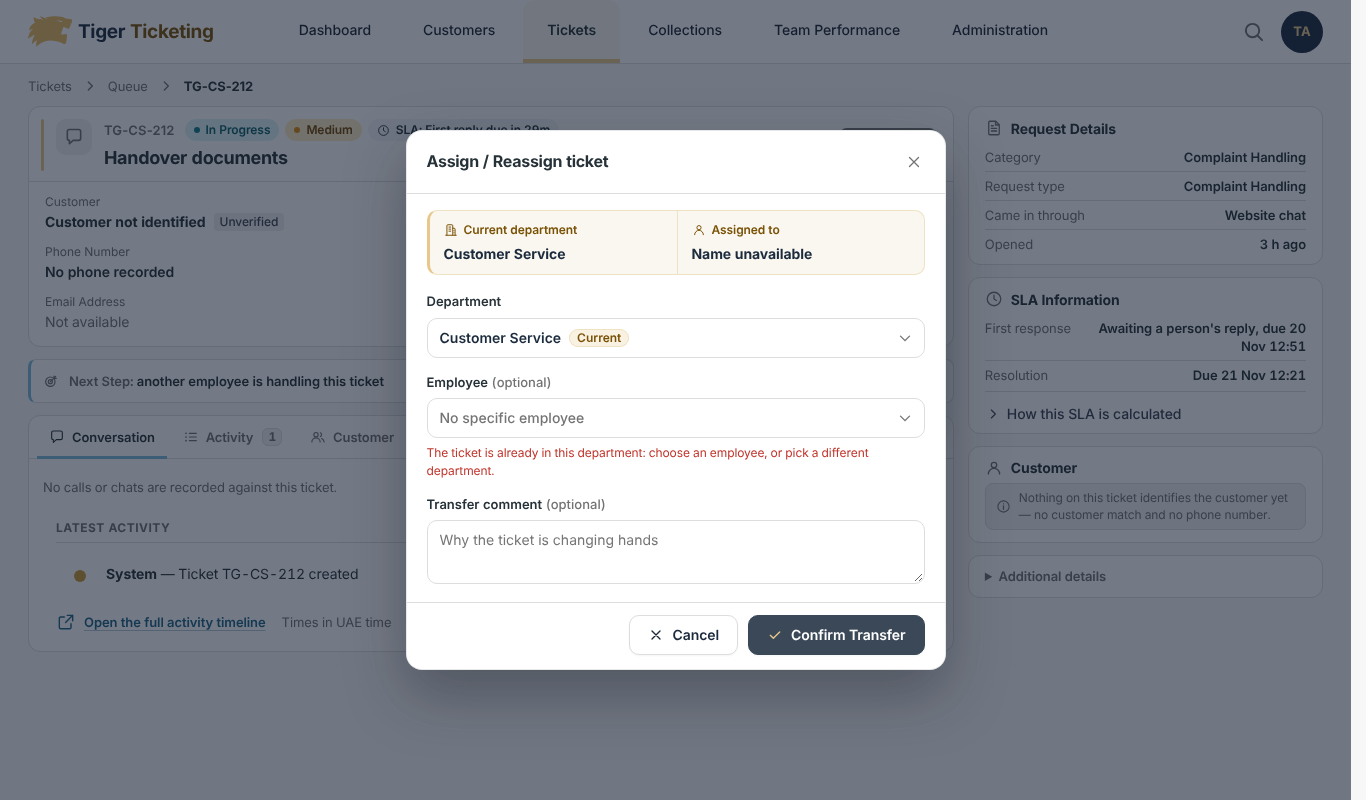 Tiger Ticketing
Dashboard
Customers
Tickets
Collections
Team Performance
Administration
TA
Tickets
Queue
TG-CS-212
TG-CS-212
In Progress
Medium
SLA: First reply due in 29m
Handover documents
Customer
Customer not identified Unverified
Phone Number
No phone recorded
Email Address
Not available
Next Step: another employee is handling this ticket
Conversation
Activity 1
Customer
No calls or chats are recorded against this ticket.
LATEST ACTIVITY
System — Ticket TG-CS-212 created
Open the full activity timeline Times in UAE time
Assign / Reassign ticket
Current department
Customer Service
Assigned to
Name unavailable
Department
Customer Service Current
Employee (optional)
No specific employee
The ticket is already in this department: choose an employee, or pick a different
department.
Transfer comment (optional)
Why the ticket is changing hands
Cancel
Confirm Transfer
Request Details
Category Complaint Handling
Request type Complaint Handling
Came in through Website chat
Opened 3 h ago
SLA Information
First response Awaiting a person's reply, due 20
Nov 12:51
Resolution Due 21 Nov 12:21
How this SLA is calculated
Customer
Nothing on this ticket identifies the customer yet
— no customer match and no phone number.
Additional details